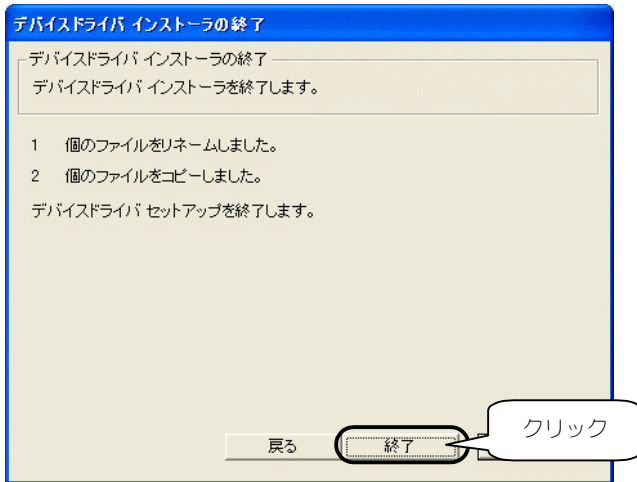 デバイスドライバ インストーラの終了
デバイスドライバ インストーラの終了
デバイスドライバ インストーラを終了します。
1 個のファイルをリネームしました。
2 個のファイルをコピーしました。
デバイスドライバ セットアップを終了します。
クリック
戻る 終了